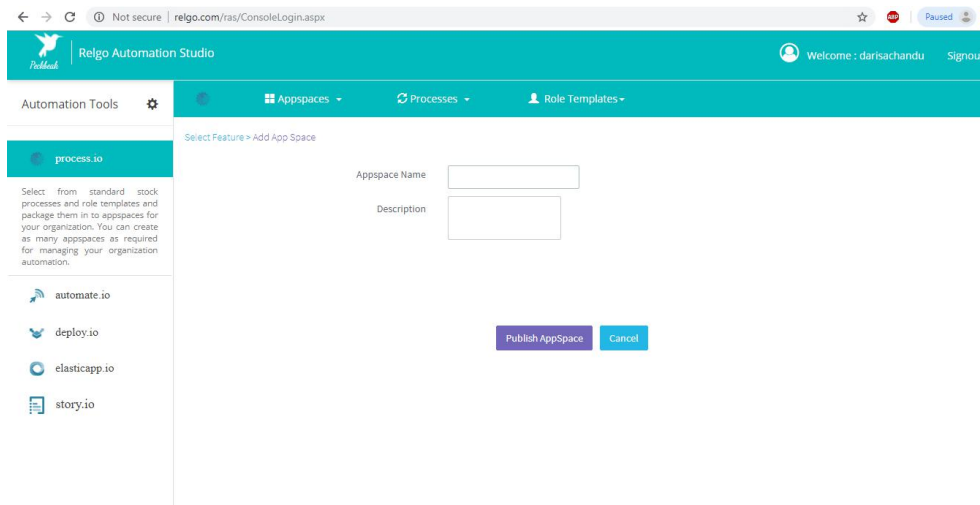 Not secure | relgo.com/ras/ConsoleLogin.aspx
ABP
Paused
Peckbeak
Relgo Automation Studio
Welcome : darisachandu
Signou
Automation Tools
Appspaces
Processes
Role Templates
Select Feature > Add App Space
process.io
Select from standard stock
processes and role templates and
package them in to appspaces for
your organization. You can create
as many appspaces as required
for managing your organization
automation.
Appspace Name
Description
automate.io
deploy.io
elasticapp.io
story.io
Publish AppSpace
Cancel